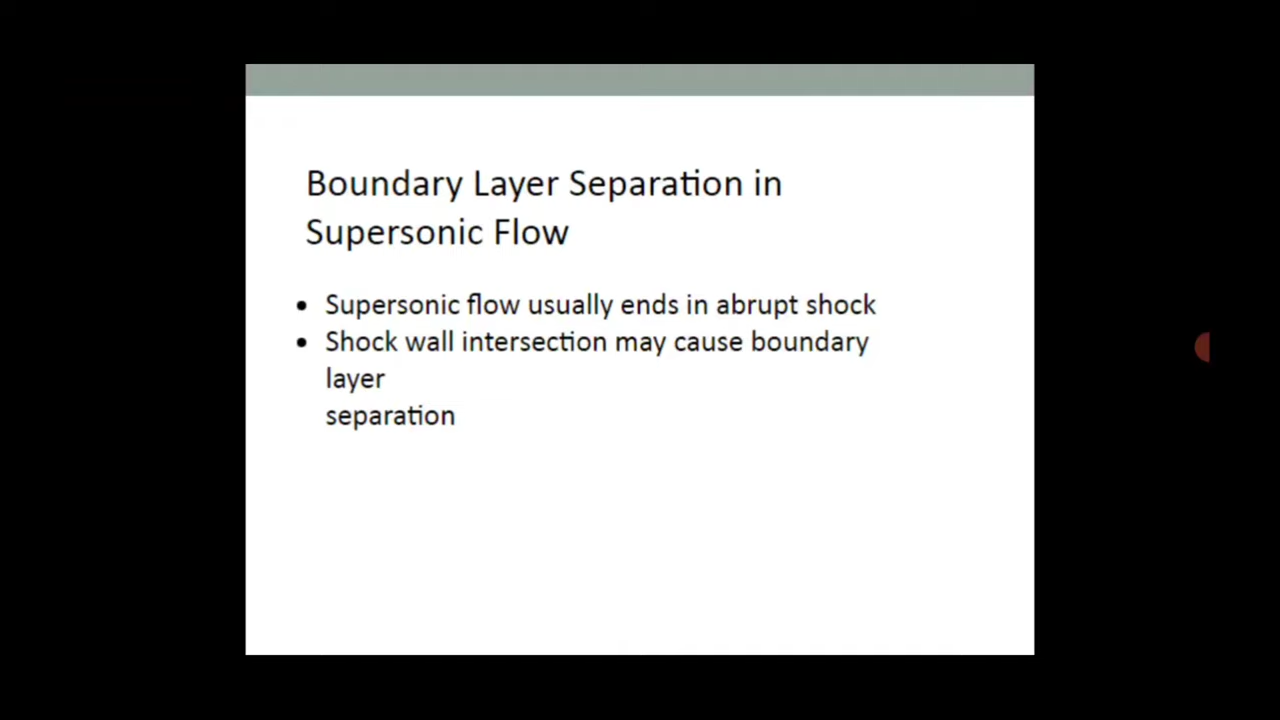 Boundary Layer Separation in
Supersonic Flow
• Supersonic flow usually ends in abrupt shock
• Shock wall intersection may cause boundary
layer
separation